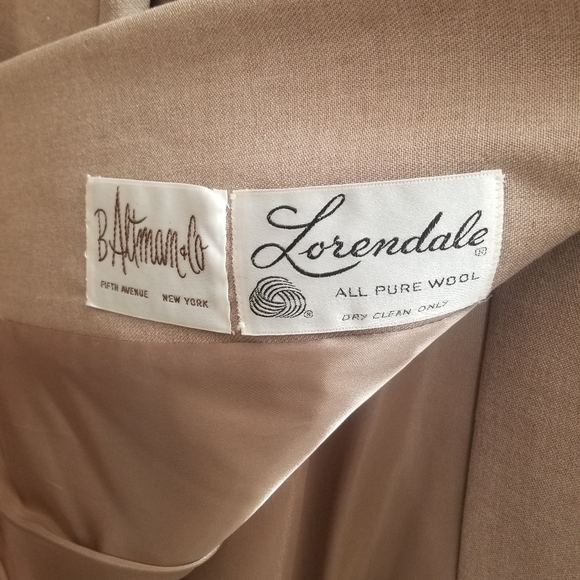 B. Altman & Co
FIFTH AVENUE NEW YORK
Lorendale ®
ALL PURE WOOL
®
DRY CLEAN ONLY